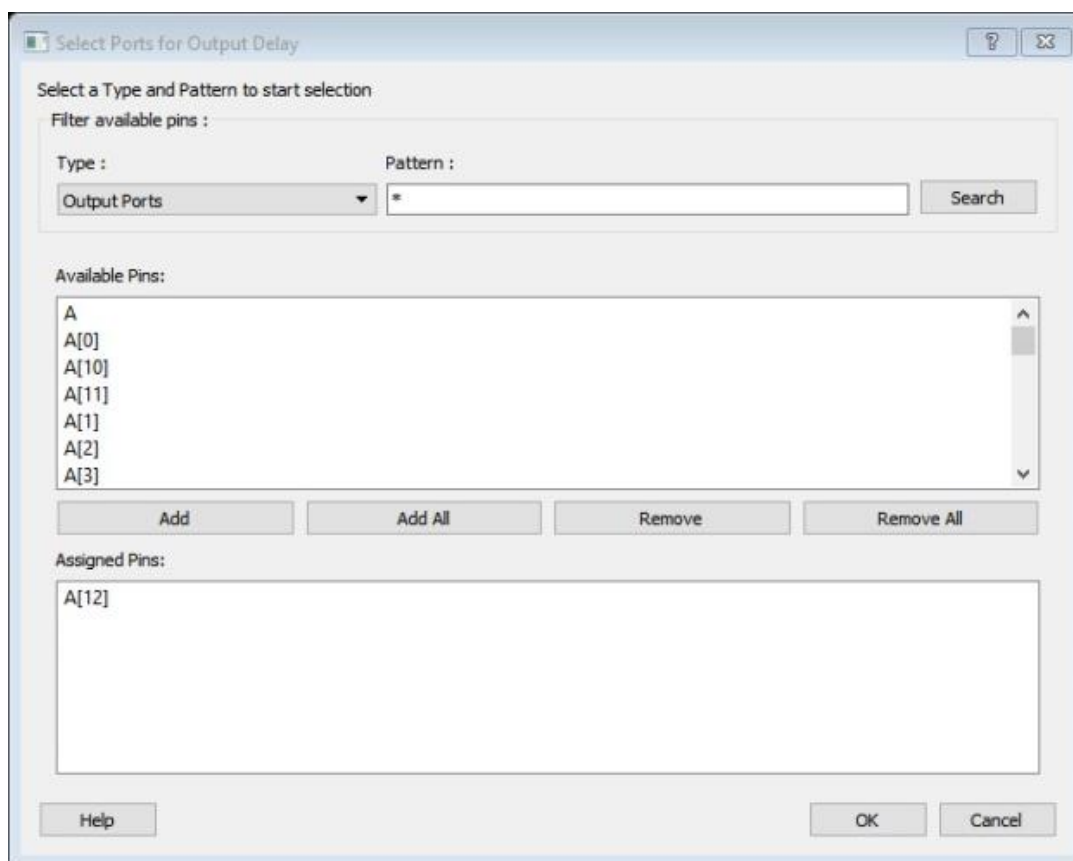 Select Ports for Output Delay
Select a Type and Pattern to start selection
Filter available pins :
Type : Pattern :
Output Ports * Search
Available Pins:
A
A[0]
A[10]
A[11]
A[1]
A[2]
A[3]
Add Add All Remove Remove All
Assigned Pins:
A[12]
Help OK Cancel